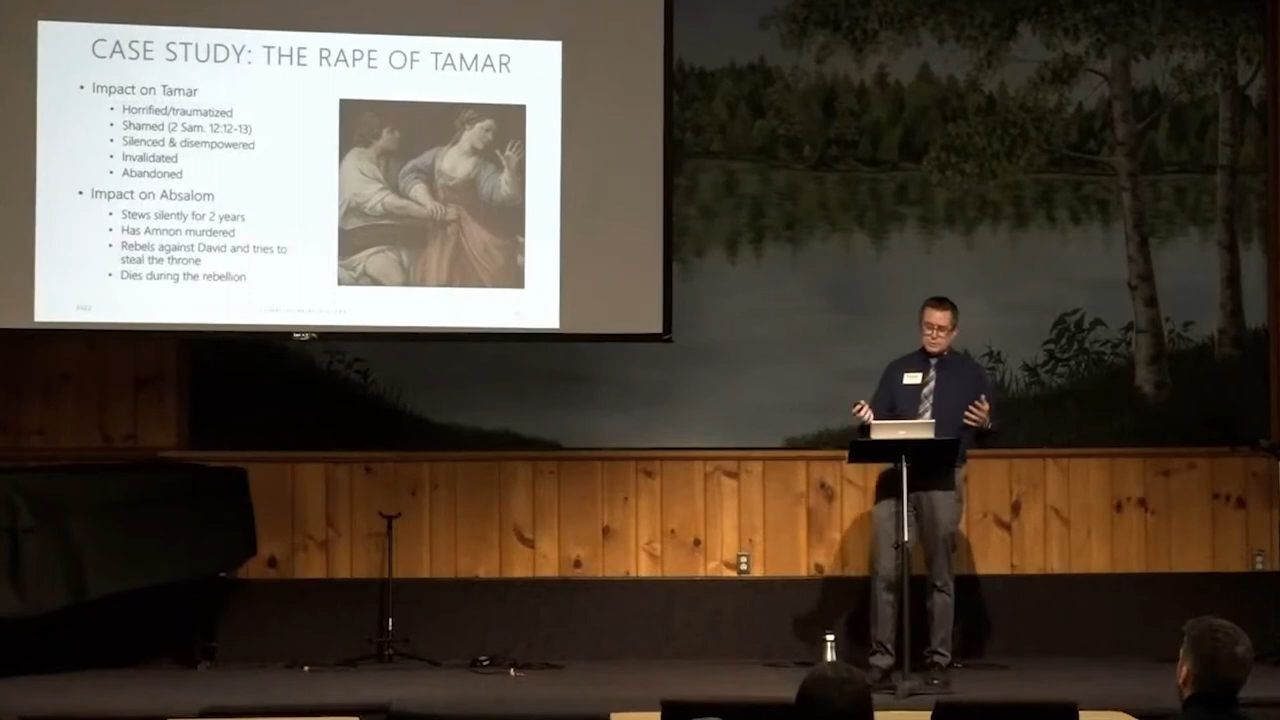 CASE STUDY: THE RAPE OF TAMAR
• Impact on Tamar
• Horrified/traumatized
• Shamed (2 Sam. 12:12-13)
• Silenced & disempowered
• Invalidated
• Abandoned
• Impact on Absalom
• Stews silently for 2 years
• Has Amnon murdered
• Rebels against David and tries to
steal the throne
• Dies during the rebellion